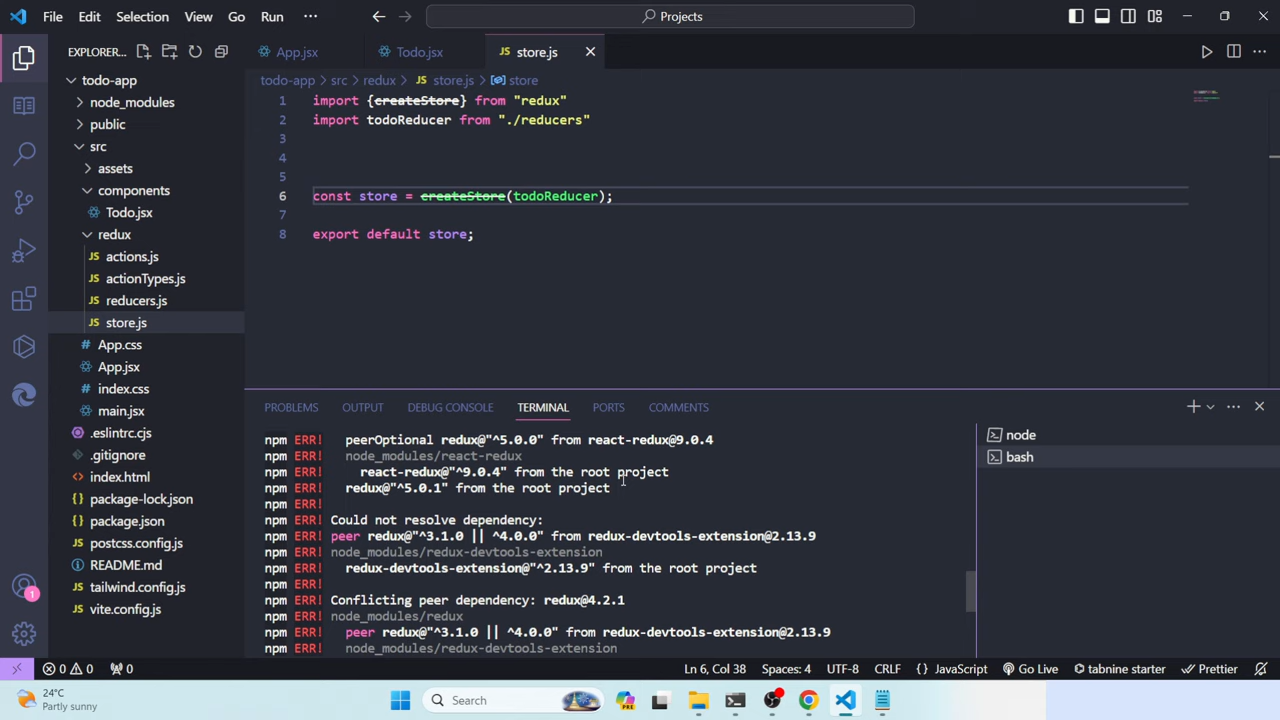 File Edit Selection View Go Run ··· Projects
EXPLORER...
App.jsx Todo.jsx JS store.js
todo-app
node_modules
public
src
assets
components
Todo.jsx
redux
JS actions.js
JS actionTypes.js
JS reducers.js
JS store.js
# App.css
App.jsx
# index.css
main.jsx
.eslintrc.cjs
.gitignore
index.html
package-lock.json
package.json
JS postcss.config.js
README.md
JS tailwind.config.js
vite.config.js
todo-app > src > redux > JS store.js > store
1 import {createStore} from "redux"
2 import todoReducer from "./reducers"
3
4
5
6 const store = createStore(todoReducer);
7
8 export default store;
PROBLEMS OUTPUT DEBUG CONSOLE TERMINAL PORTS COMMENTS
npm ERR! peerOptional redux@"^5.0.0" from react-redux@9.0.4
npm ERR! node_modules/react-redux
npm ERR! react-redux@"^9.0.4" from the root project
npm ERR! redux@"^5.0.1" from the root project
npm ERR!
npm ERR! Could not resolve dependency:
npm ERR! peer redux@"^3.1.0 || ^4.0.0" from redux-devtools-extension@2.13.9
npm ERR! node_modules/redux-devtools-extension
npm ERR! redux-devtools-extension@"^2.13.9" from the root project
npm ERR!
npm ERR! Conflicting peer dependency: redux@4.2.1
npm ERR! node_modules/redux
npm ERR! peer redux@"^3.1.0 || ^4.0.0" from redux-devtools-extension@2.13.9
npm ERR! node_modules/redux-devtools-extension
node
bash
1
0 0 0 Ln 6, Col 38 Spaces: 4 UTF-8 CRLF {} JavaScript Go Live tabnine starter Prettier
24°C
Partly sunny
Search
PRE